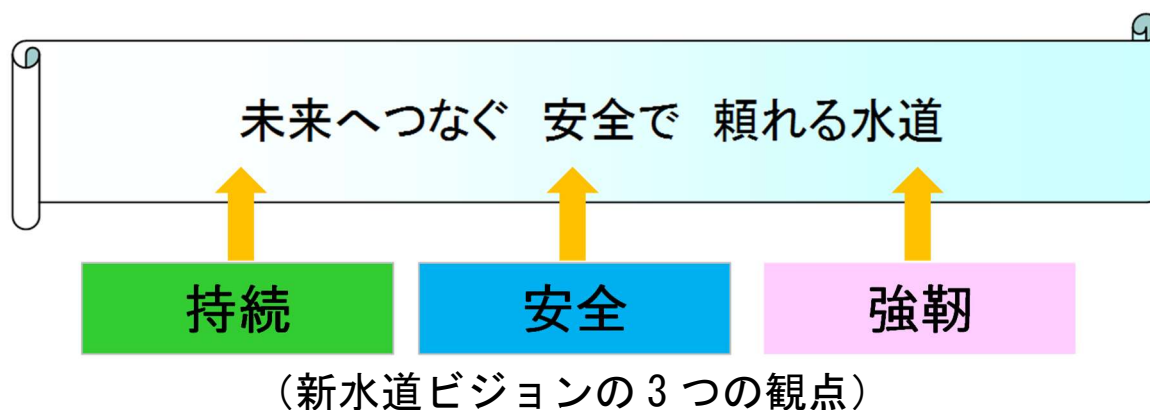 未来へつなぐ 安全で 頼れる水道
持続 安全 強靭
（新水道ビジョンの3つの観点）